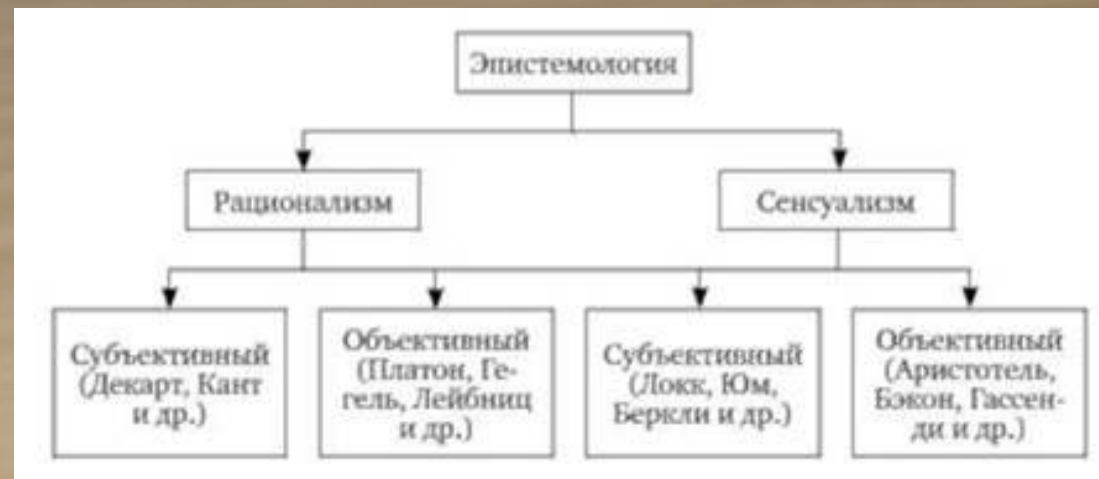 Эпистемология
Рационализм
Сенсуализм
Субъективный
(Декарт, Кант
и др.)
Объективный
(Платон, Ге-
гель, Лейбниц
и др.)
Субъективный
(Локк, Юм,
Беркли и др.)
Объективный
(Аристотель,
Бэкон, Гассен-
ди и др.)